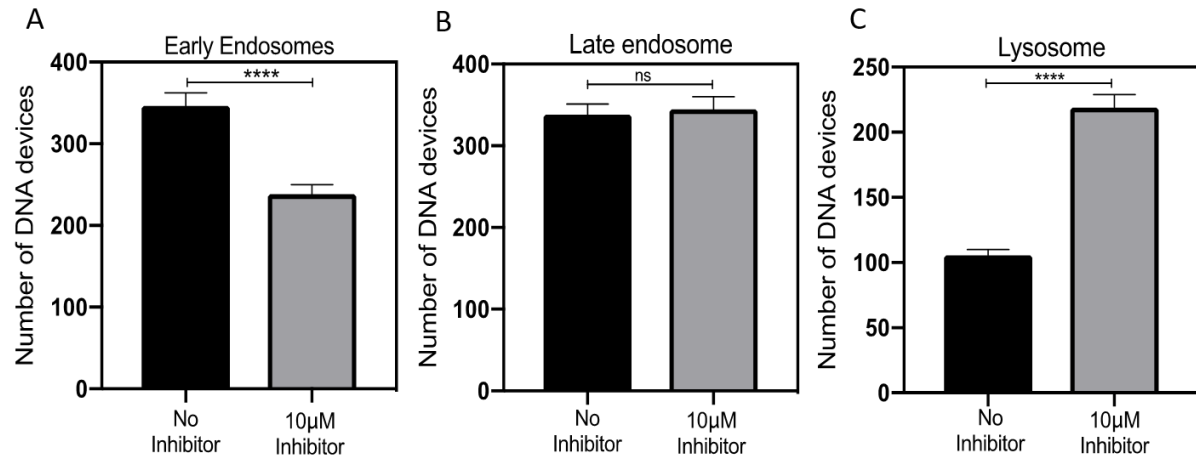 A
Early Endosomes
****
400
300
200
100
0
Number of DNA devices
No
Inhibitor
10µM
Inhibitor
B
Late endosome
ns
400
300
200
100
0
Number of DNA devices
No
Inhibitor
10µM
Inhibitor
C
Lysosome
****
250
200
150
100
50
0
Number of DNA devices
No
Inhibitor
10µM
Inhibitor